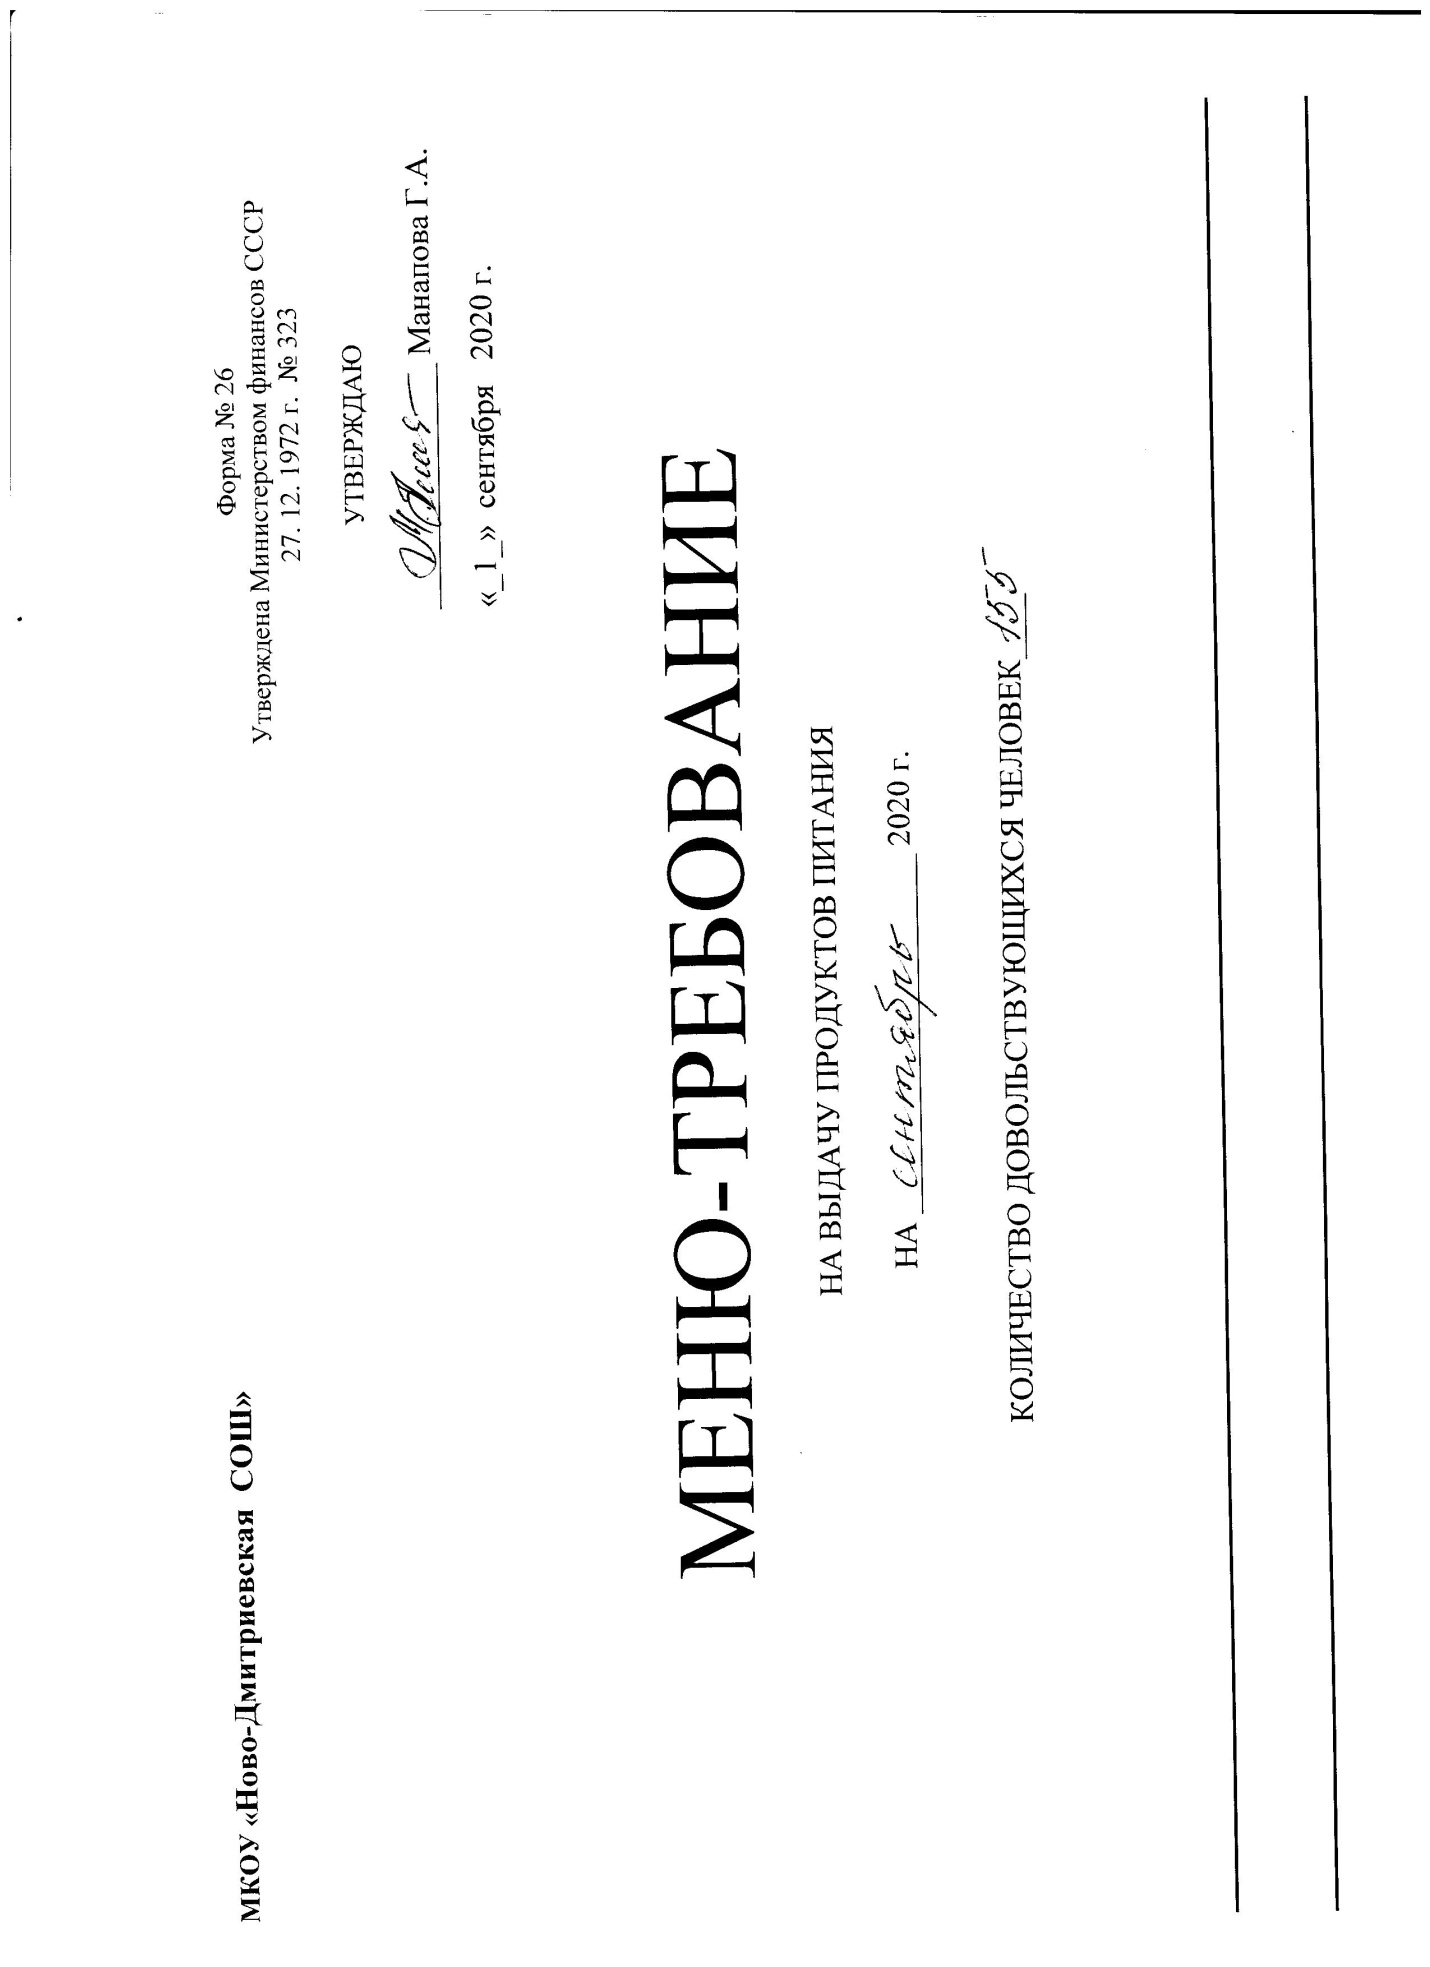 МКОУ «Ново-Дмитриевская СОШ»
Форма № 26
Утверждена Министерством финансов СССР
27. 12. 1972 г. № 323
УТВЕРЖДАЮ
Манапова Г.А.
«_1_» сентября 2020 г.
МЕНЮ-ТРЕБОВАНИЕ
НА ВЫДАЧУ ПРОДУКТОВ ПИТАНИЯ
НА сентябрь 2020 г.
КОЛИЧЕСТВО ДОВОЛЬСТВУЮЩИХСЯ ЧЕЛОВЕК 155